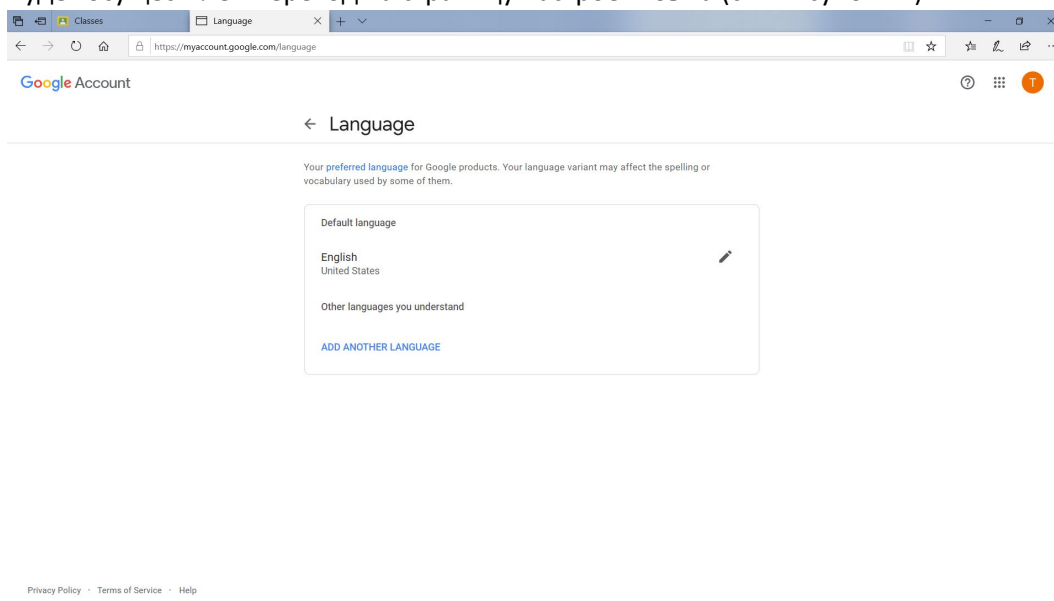 Classes
Language
https://myaccount.google.com/language
Google Account
T
Language
Your preferred language for Google products. Your language variant may affect the spelling or
vocabulary used by some of them.
Default language
English
United States
Other languages you understand
ADD ANOTHER LANGUAGE
Privacy Policy · Terms of Service · Help